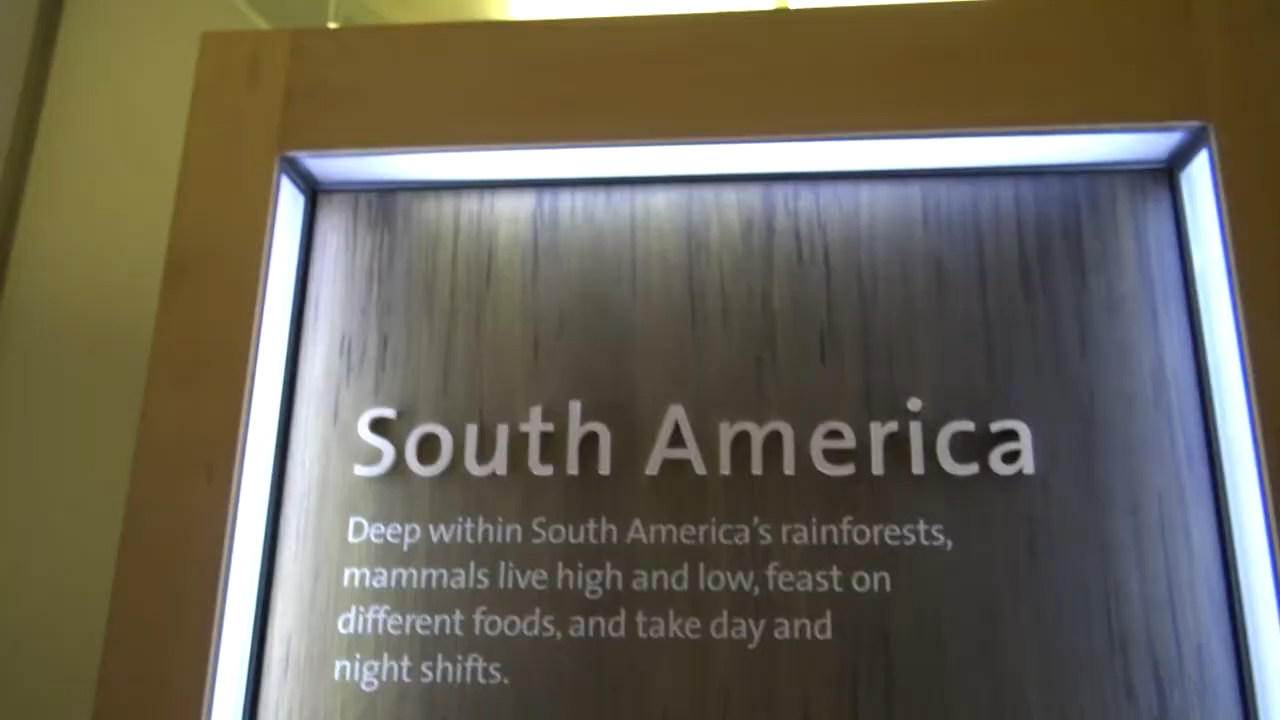 South America
Deep within South America's rainforests,
mammals live high and low, feast on
different foods, and take day and
night shifts.